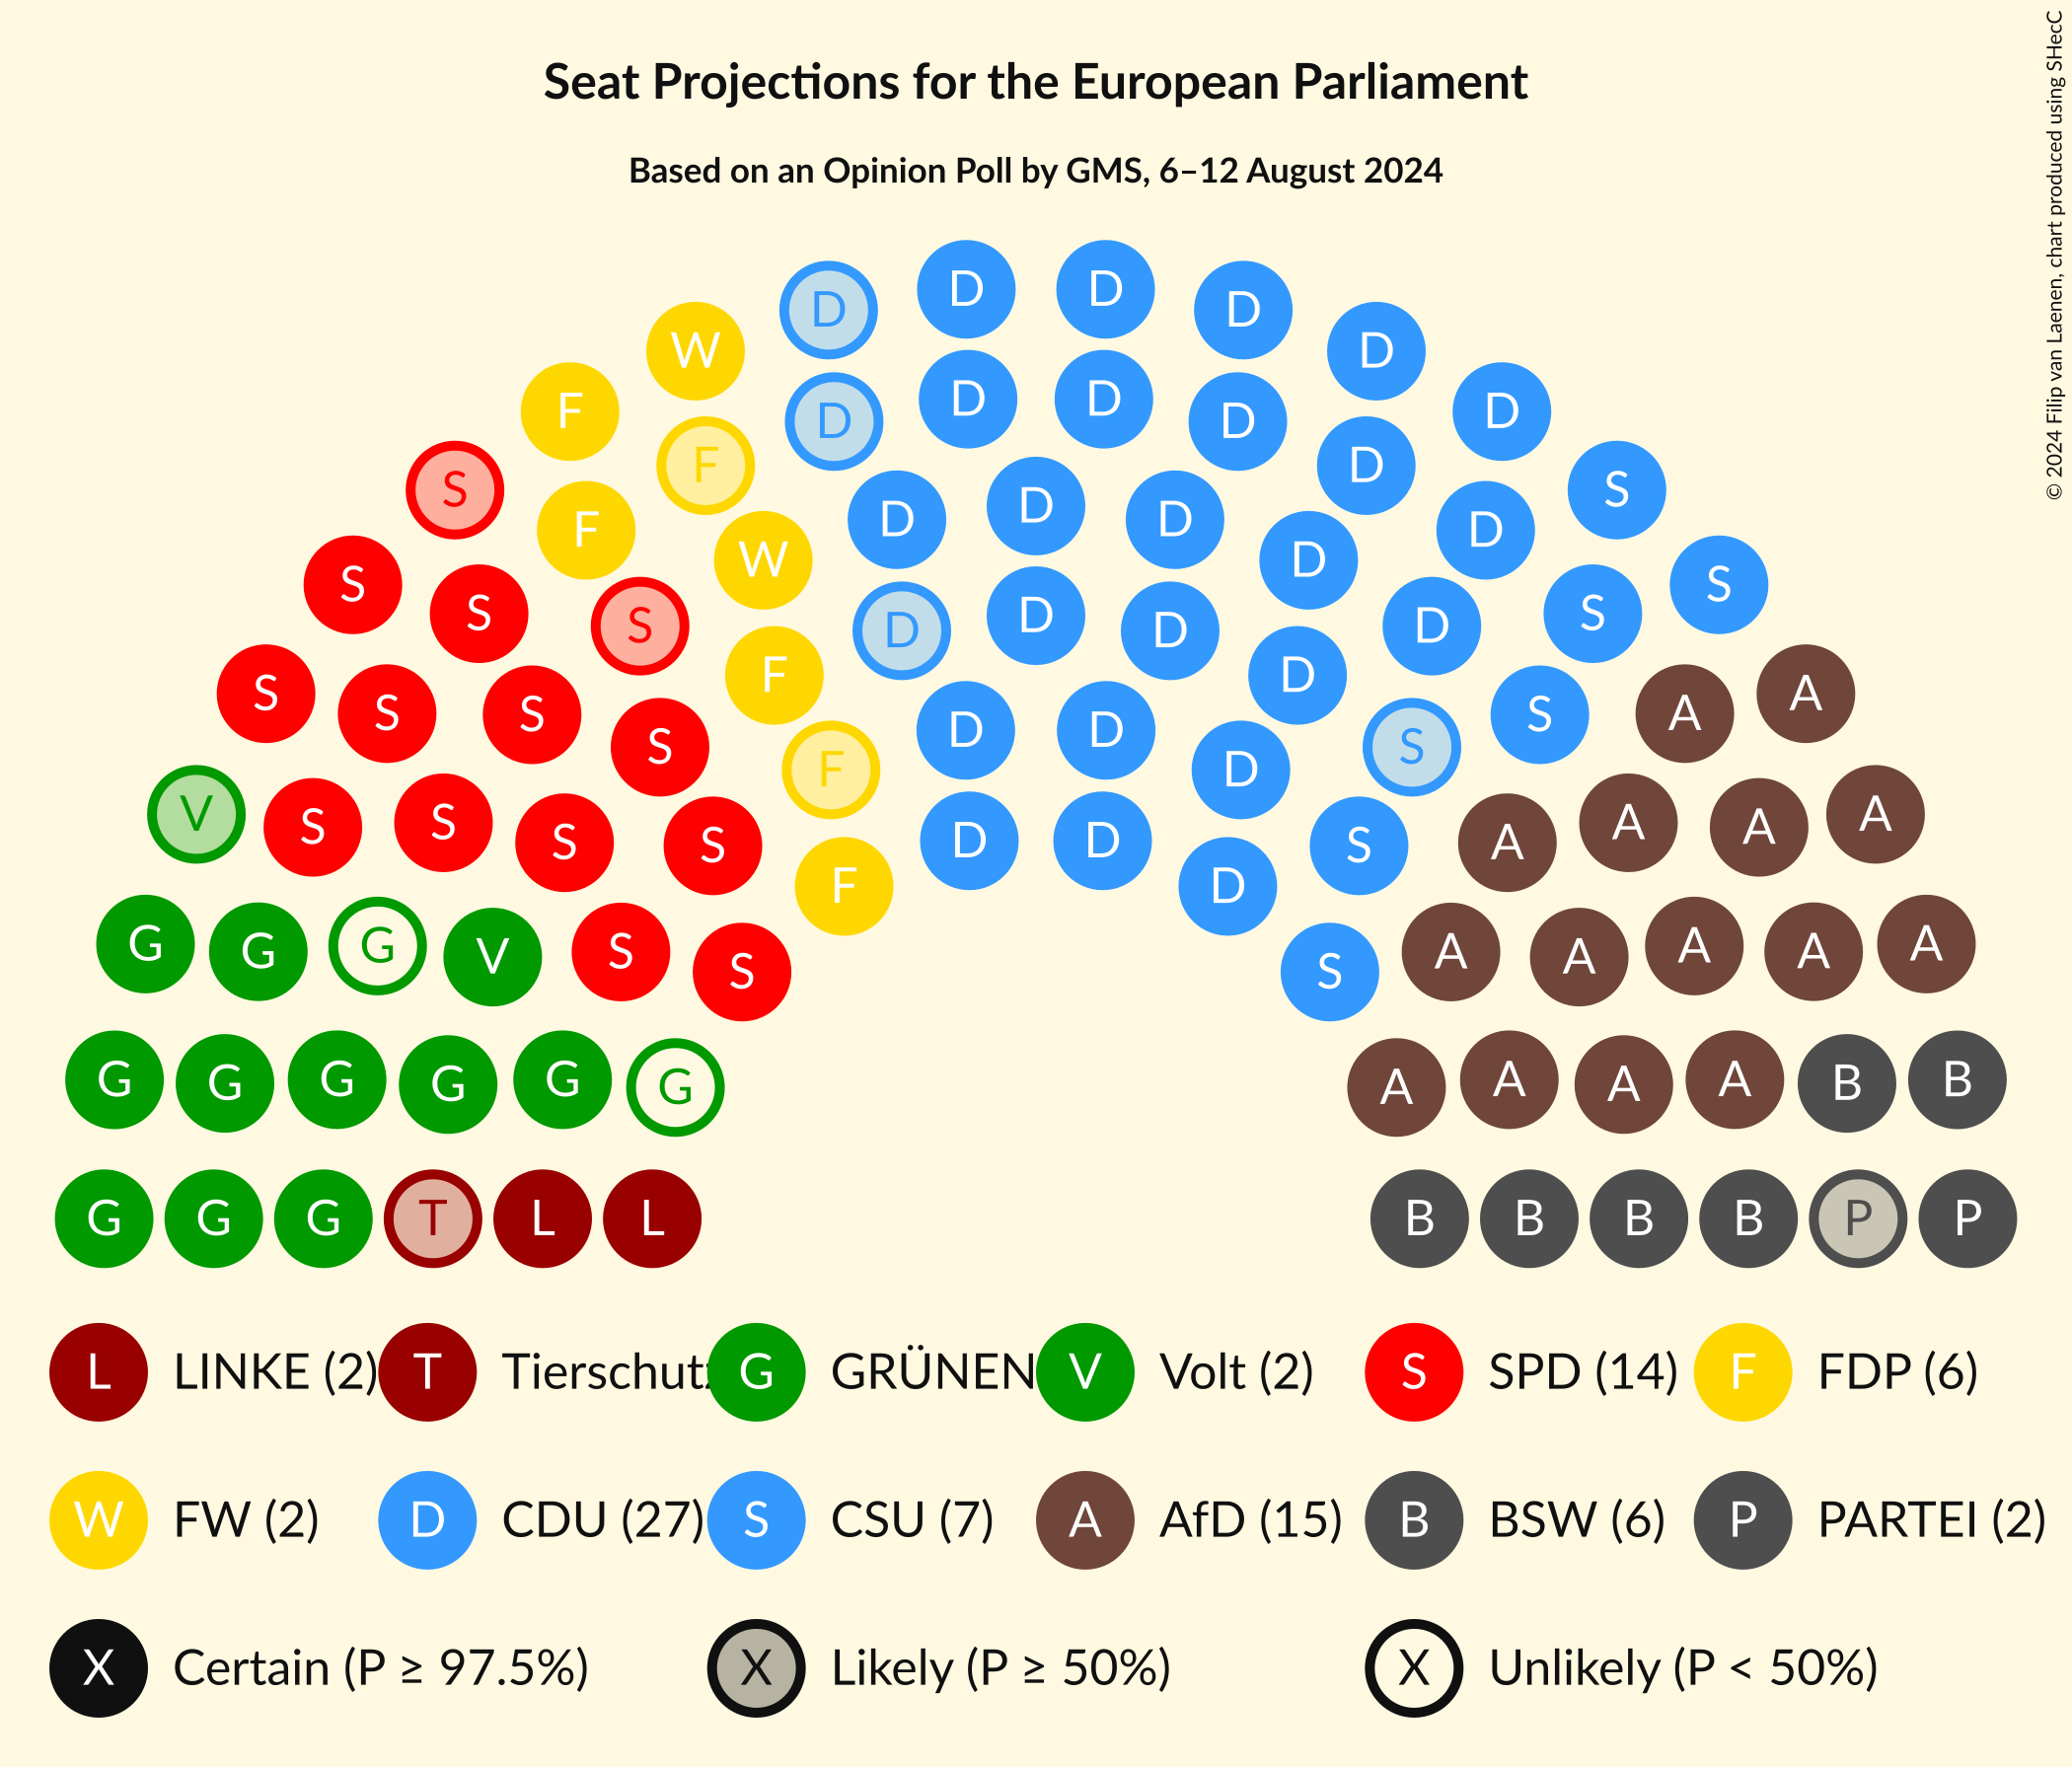 Seat Projections for the European Parliament
Based on an Opinion Poll by GMS, 6–12 August 2024
© 2024 Filip van Laenen, chart produced using SHecC
D D D D
W D
D D D D
F F D D
S D S
D D D
F W D D
S S
S S S D
D D D D
F D
S S S D D A A
S S F D S
V S S S S F D D D S A A A A
G G G V S S S A A A A A
G G G G G G A A A A B B
G G G T L L B B B B P P
L LINKE (2) T Tierschutz G GRÜNEN V Volt (2) S SPD (14) F FDP (6)
W FW (2) D CDU (27) S CSU (7) A AfD (15) B BSW (6) P PARTEI (2)
X Certain (P ≥ 97.5%) X Likely (P ≥ 50%) X Unlikely (P < 50%)